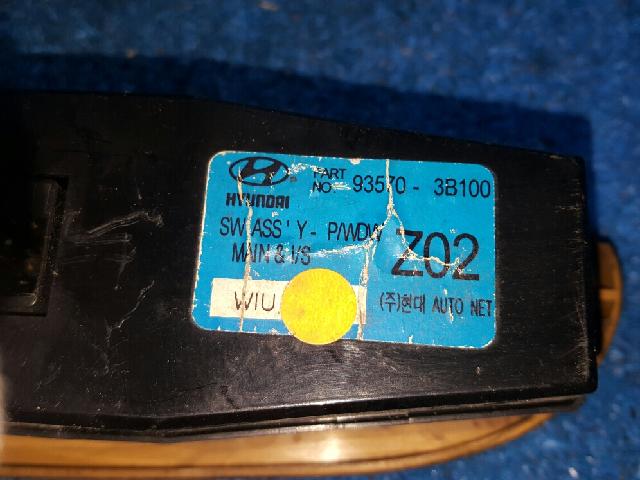 PART
NO. 93570 - 3B100
HYUNDAI
SW ASS'Y - P/WDW
MAIN & I/S
Z02
WIU
(주)현대 AUTO NET